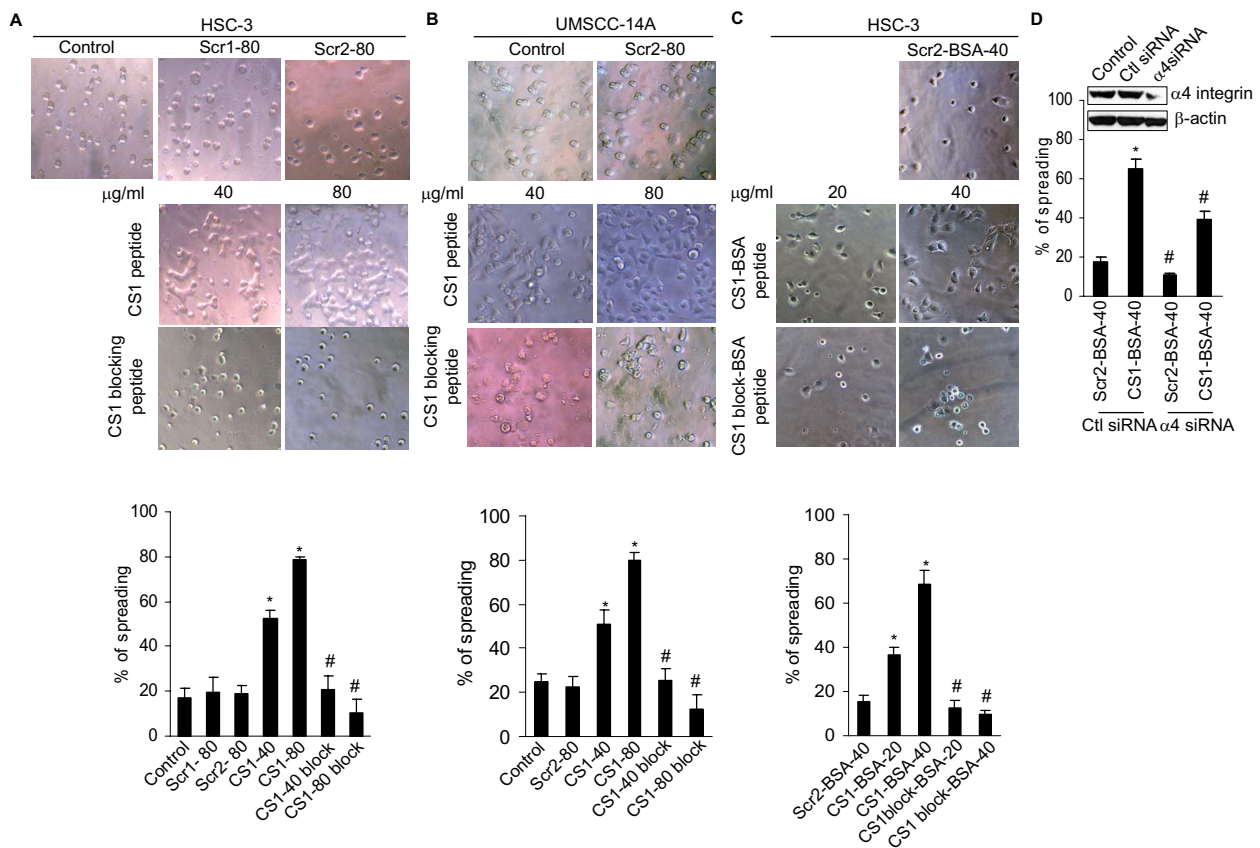 A
HSC-3
Control
Scr1-80
Scr2-80
µg/ml
40
80
CS1 peptide
CS1 blocking
peptide
% of spreading
100
80
60
40
20
0
*
*
#
#
Control
Scr1- 80
Scr2- 80
CS1-40
CS1-80
CS1-40 block
CS1-80 block
B
UMSCC-14A
Control
Scr2-80
µg/ml
40
80
CS1 peptide
CS1 blocking
peptide
% of spreading
100
80
60
40
20
0
*
*
#
#
Control
Scr2-80
CS1-40
CS1-80
CS1-40 block
CS1-80 block
C
HSC-3
Scr2-BSA-40
µg/ml
20
40
CS1-BSA
peptide
CS1 block-BSA
peptide
% of spreading
100
80
60
40
20
0
*
*
#
#
Scr2-BSA-40
CS1-BSA-20
CS1-BSA-40
CS1block-BSA-20
CS1 block-BSA-40
D
Control
Ctl siRNA
α4siRNA
α4 integrin
β-actin
% of spreading
100
80
60
40
20
0
*
#
#
Scr2-BSA-40
CS1-BSA-40
Scr2-BSA-40
CS1-BSA-40
Ctl siRNA
α4 siRNA